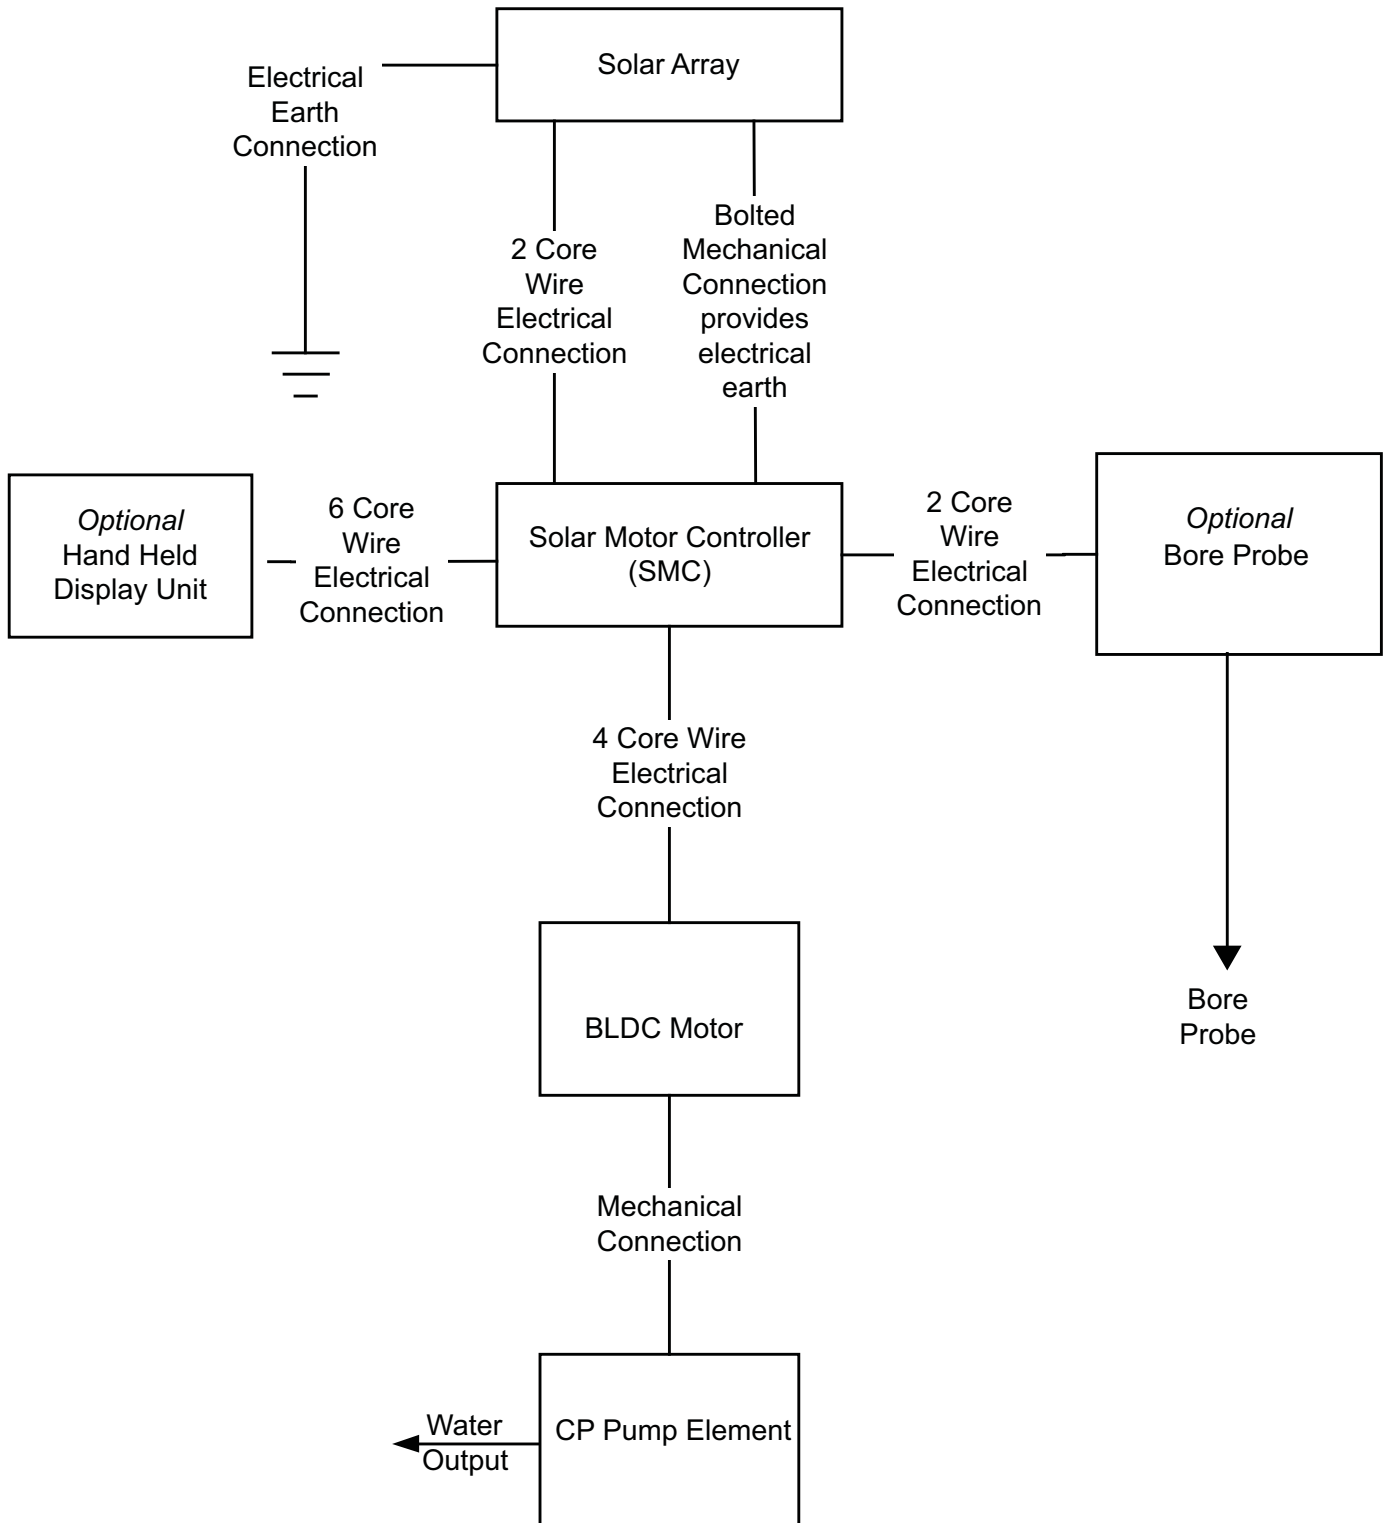 Solar Array
Electrical
Earth
Connection
2 Core
Wire
Electrical
Connection
Bolted
Mechanical
Connection
provides
electrical
earth
Optional
Hand Held
Display Unit
6 Core
Wire
Electrical
Connection
Solar Motor Controller
(SMC)
2 Core
Wire
Electrical
Connection
Optional
Bore Probe
4 Core Wire
Electrical
Connection
BLDC Motor
Bore
Probe
Mechanical
Connection
CP Pump Element
Water
Output